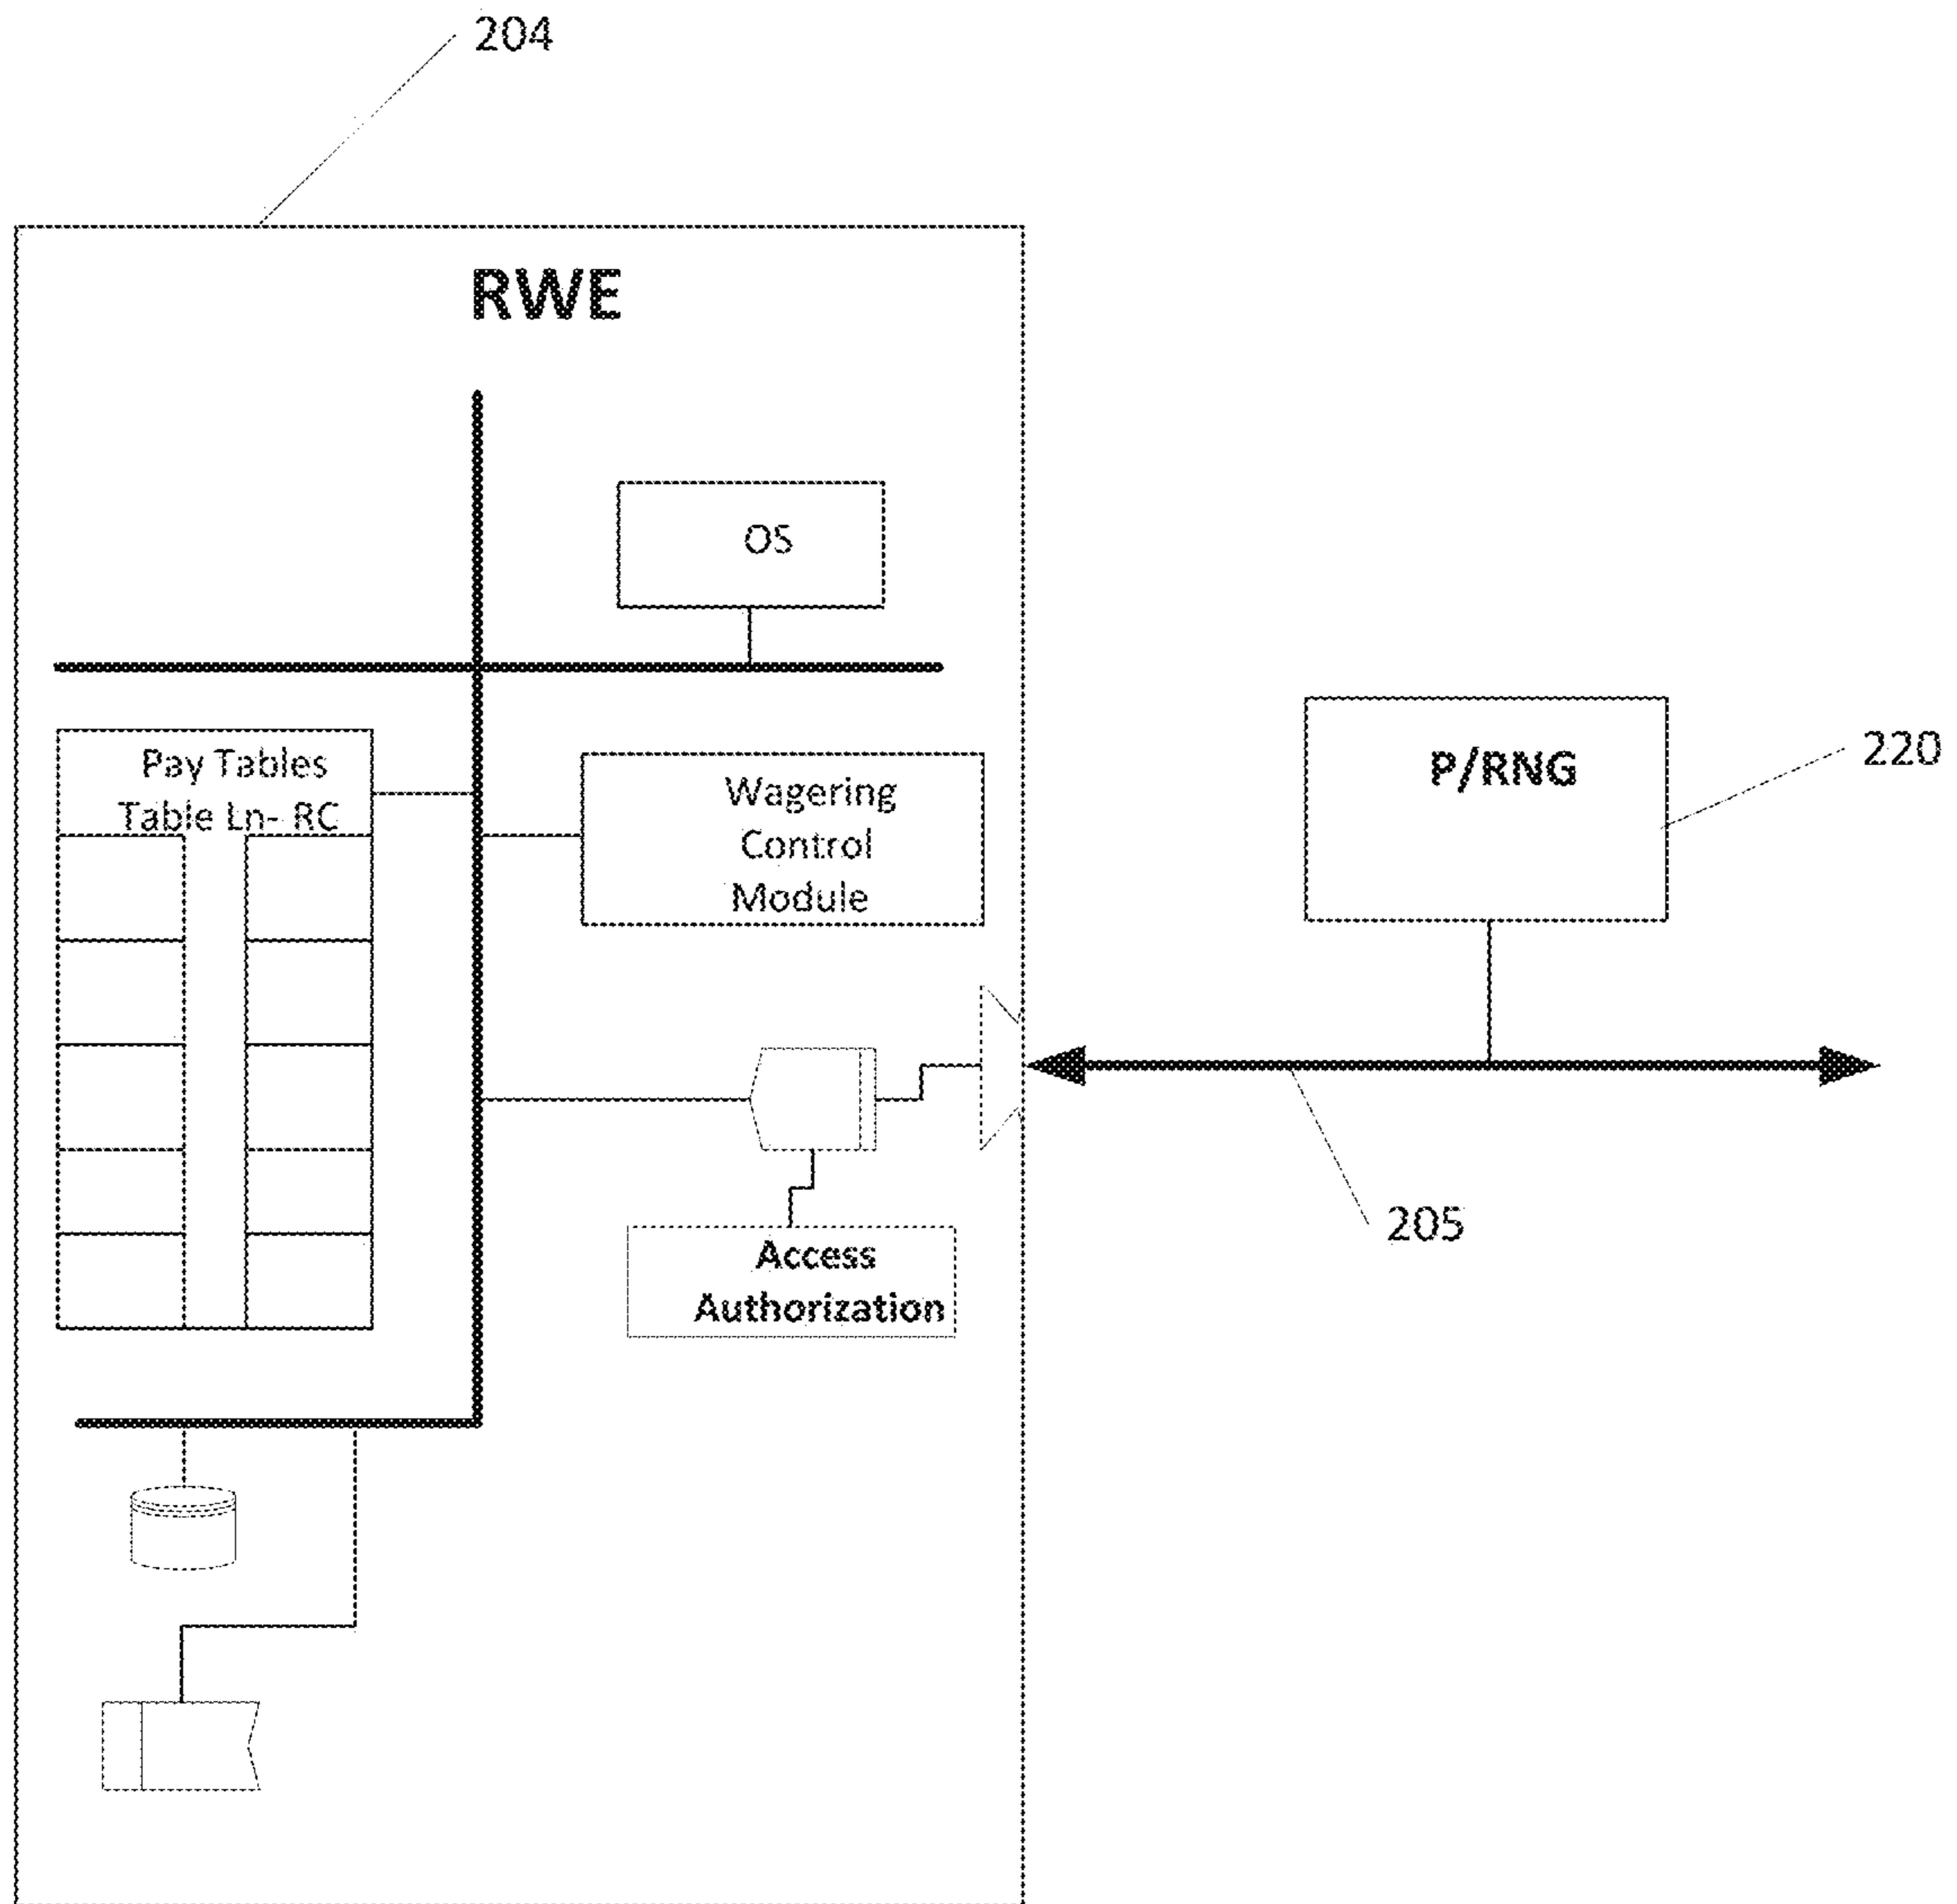 204
RWE
OS
Pay Tables
Table Ln- RC
Wagering
Control
Module
P/RNG
220
205
Access
Authorization